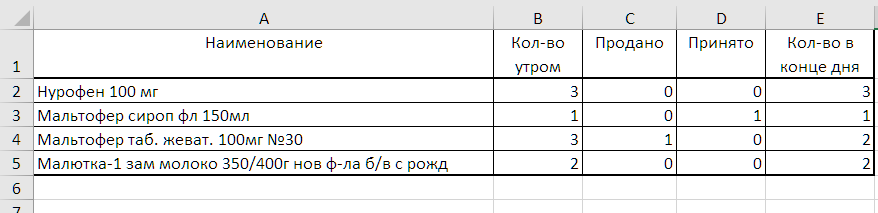 A B C D E
1 Наименование Кол-во утром Продано Принято Кол-во в конце дня
2 Нурофен 100 мг 3 0 0 3
3 Мальтофер сироп фл 150мл 1 0 1 1
4 Мальтофер таб. жеват. 100мг №30 3 1 0 2
5 Малютка-1 зам молоко 350/400г нов ф-ла б/в с рожд 2 0 0 2
6
7